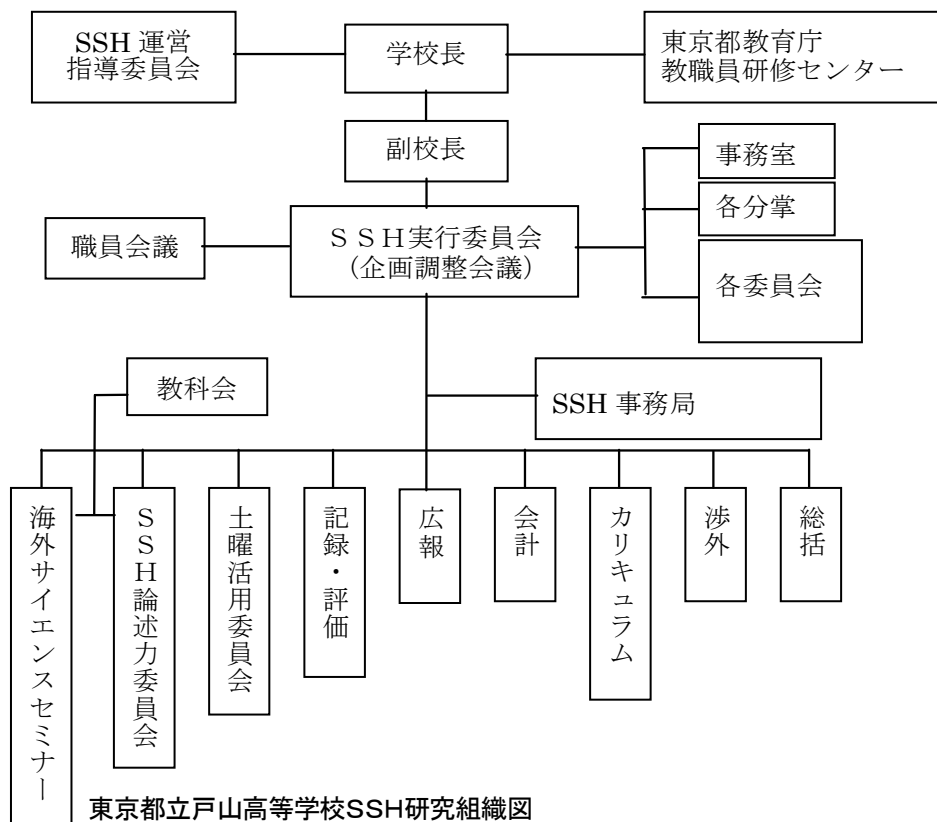 SSH 運営
指導委員会
学校長
東京都教育庁
教職員研修センター
副校長
事務室
各分掌
職員会議
ＳＳＨ実行委員会
（企画調整会議）
各委員会
教科会
SSH 事務局
海外サイエンスセミナー
ＳＳＨ論述力委員会
土曜活用委員会
記録・評価
広報
会計
カリキュラム
渉外
総括
東京都立戸山高等学校SSH研究組織図